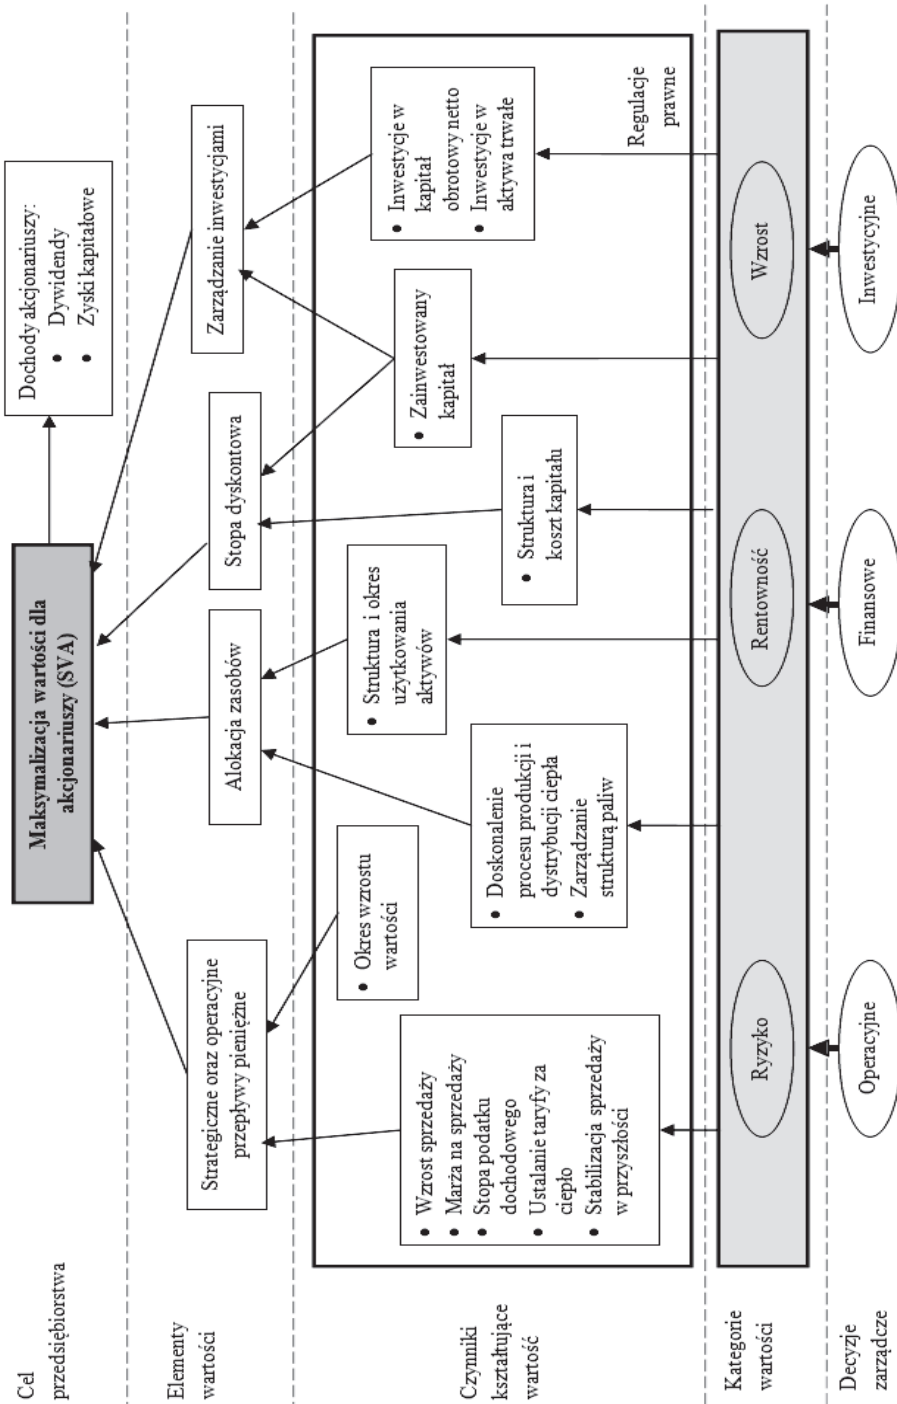 Cel
przedsiębiorstwa
Maksymalizacja wartości dla
akcjonariuszy (SVA)
Dochody akcjonariuszy:
• Dywidendy
• Zyski kapitałowe
Elementy
wartości
Strategiczne oraz operacyjne
przepływy pieniężne
Alokacja zasobów
Stopa dyskontowa
Zarządzanie inwestycjami
Czynniki
kształtujące
wartość
• Wzrost sprzedaży
• Marża na sprzedaży
• Stopa podatku
dochodowego
• Ustalanie taryfy za
ciepło
• Stabilizacja sprzedaży
w przyszłości
• Okres wzrostu
wartości
• Doskonalenie
procesu produkcji i
dystrybucji ciepła
• Zarządzanie
strukturą paliw
• Struktura i okres
użytkowania
aktywów
• Struktura i
koszt kapitału
• Zainwestowany
kapitał
• Inwestycje w
kapitał
obrotowy netto
• Inwestycje w
aktywa trwałe
Regulacje
prawne
Kategorie
wartości
Ryzyko
Rentowność
Wzrost
Decyzje
zarządcze
Operacyjne
Finansowe
Inwestycyjne